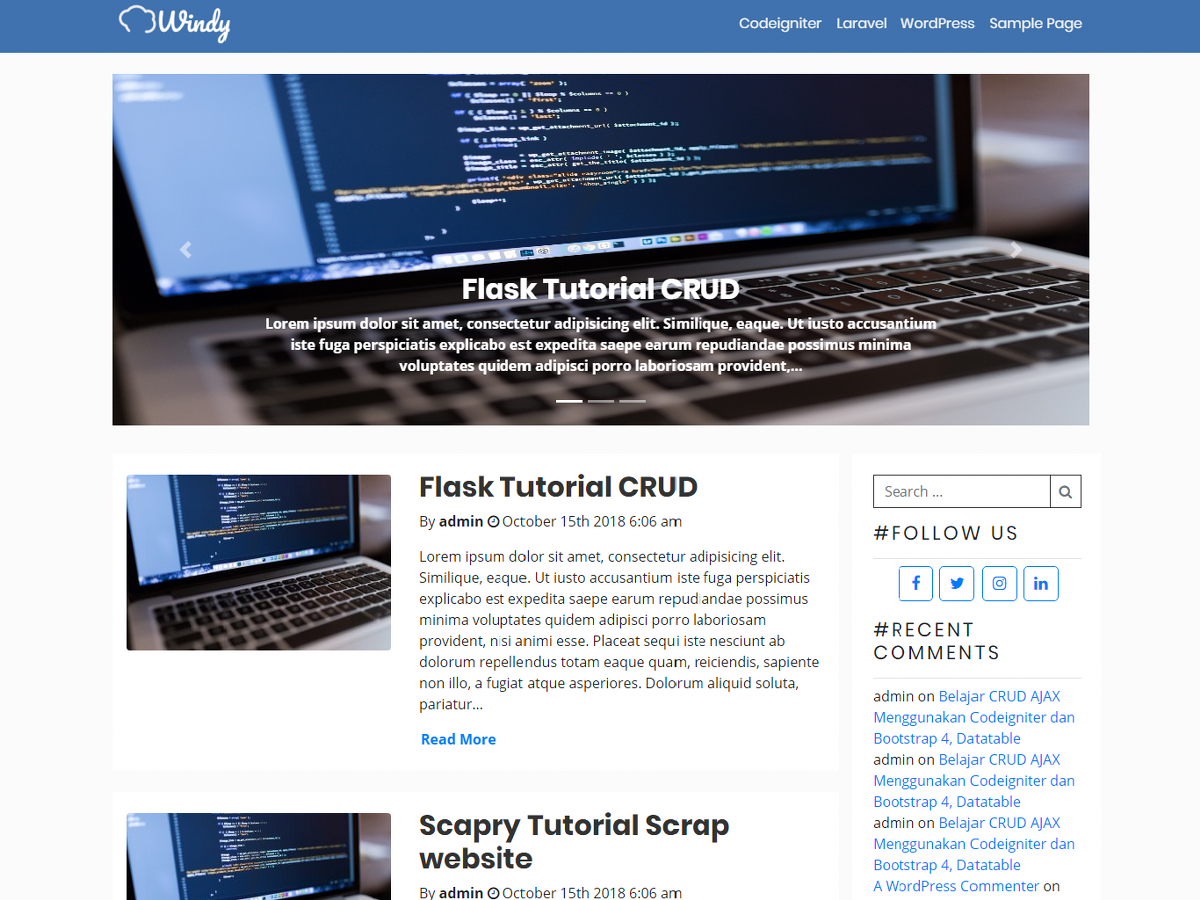 Windy
Codeigniter Laravel WordPress Sample Page
Flask Tutorial CRUD
Lorem ipsum dolor sit amet, consectetur adipisicing elit. Similique, eaque. Ut iusto accusantium
iste fuga perspiciatis explicabo est expedita saepe earum repudiandae possimus minima
voluptates quidem adipisci porro laboriosam provident,...
Flask Tutorial CRUD
By admin October 15th 2018 6:06 am
Lorem ipsum dolor sit amet, consectetur adipisicing elit.
Similique, eaque. Ut iusto accusantium iste fuga perspiciatis
explicabo est expedita saepe earum repudiandae possimus
minima voluptates quidem adipisci porro laboriosam
provident, nisi animi esse. Placeat sequi iste nesciunt ab
dolorum repellendus totam eaque quam, reiciendis, sapiente
non illo, a fugiat atque asperiores. Dolorum aliquid soluta,
pariatur...
Read More
Scapry Tutorial Scrap
website
By admin October 15th 2018 6:06 am
Search ...
#FOLLOW US
#RECENT
COMMENTS
admin on Belajar CRUD AJAX
Menggunakan Codeigniter dan
Bootstrap 4, Datatable
admin on Belajar CRUD AJAX
Menggunakan Codeigniter dan
Bootstrap 4, Datatable
admin on Belajar CRUD AJAX
Menggunakan Codeigniter dan
Bootstrap 4, Datatable
A WordPress Commenter on